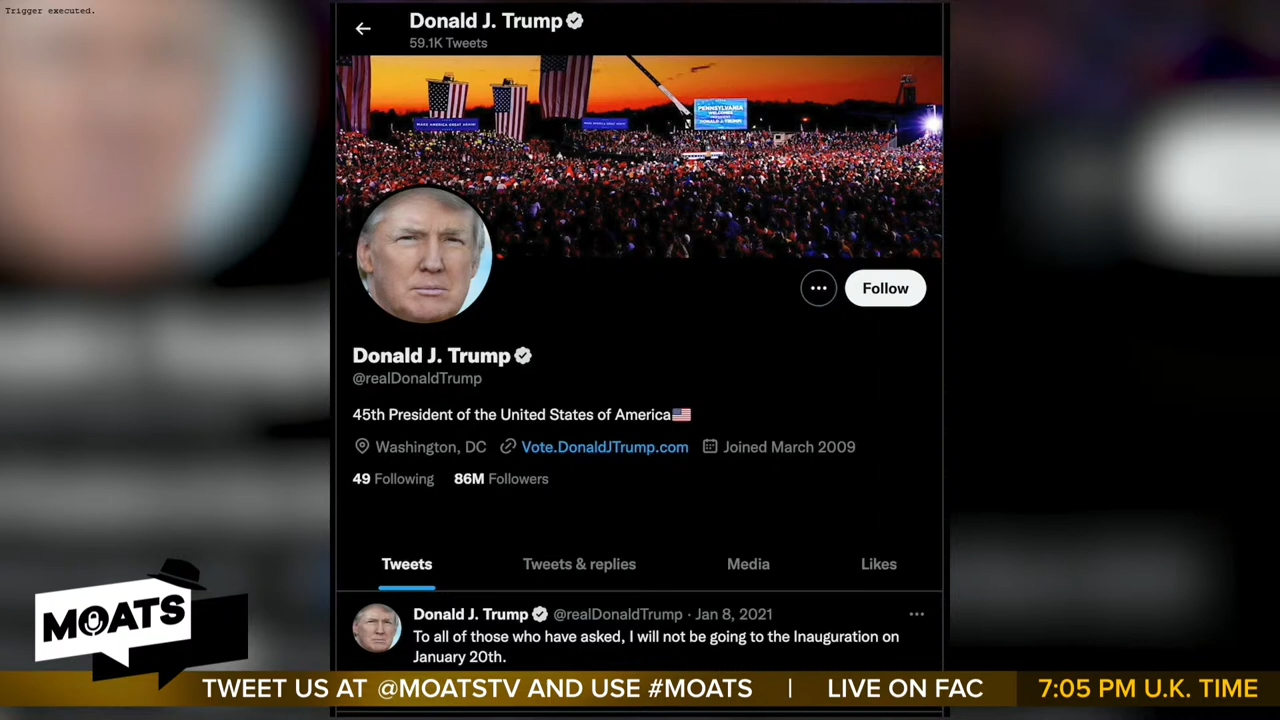 Trigger executed.
Donald J. Trump
59.1K Tweets
MAKE AMERICA GREAT AGAIN!
PENNSYLVANIA
WELCOMES
PRESIDENT
DONALD J. TRUMP
Follow
Donald J. Trump
@realDonaldTrump
45th President of the United States of America🇺🇸
Washington, DC Vote.DonaldJTrump.com Joined March 2009
49 Following 86M Followers
Tweets Tweets & replies Media Likes
Donald J. Trump @realDonaldTrump · Jan 8, 2021
To all of those who have asked, I will not be going to the Inauguration on
January 20th.
MOATS
TWEET US AT @MOATSTV AND USE #MOATS | LIVE ON FAC 7:05 PM U.K. TIME